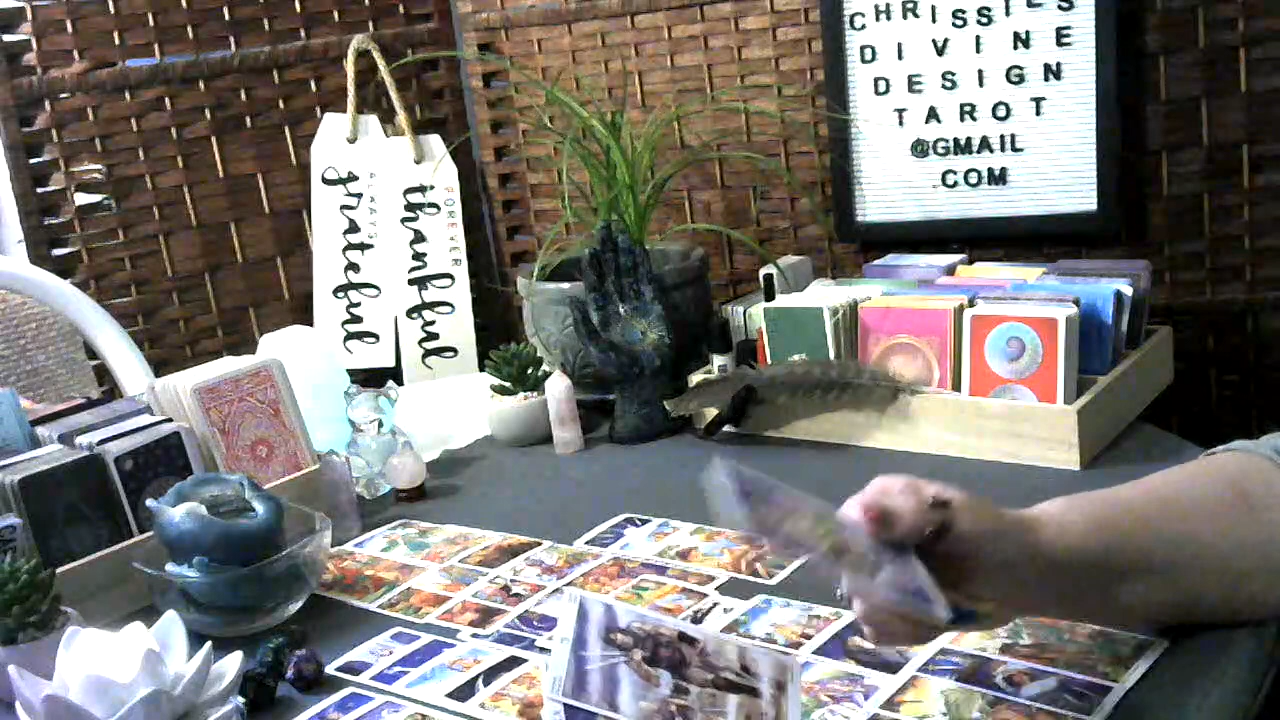 CHRISSIES
DIVINE
DESIGN
TAROT
@GMAIL
.COM
ALWAYS
grateful
FOREVER
thankful